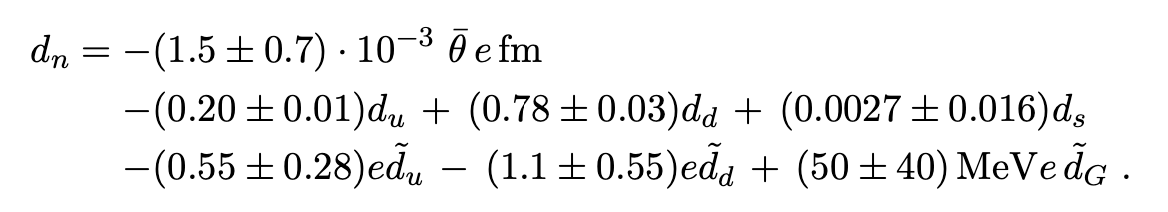 d_n = −(1.5 ± 0.7) · 10⁻³ θ̄ e fm
−(0.20 ± 0.01)d_u + (0.78 ± 0.03)d_d + (0.0027 ± 0.016)d_s
−(0.55 ± 0.28)ed̃_u − (1.1 ± 0.55)ed̃_d + (50 ± 40) MeVe d̃_G .